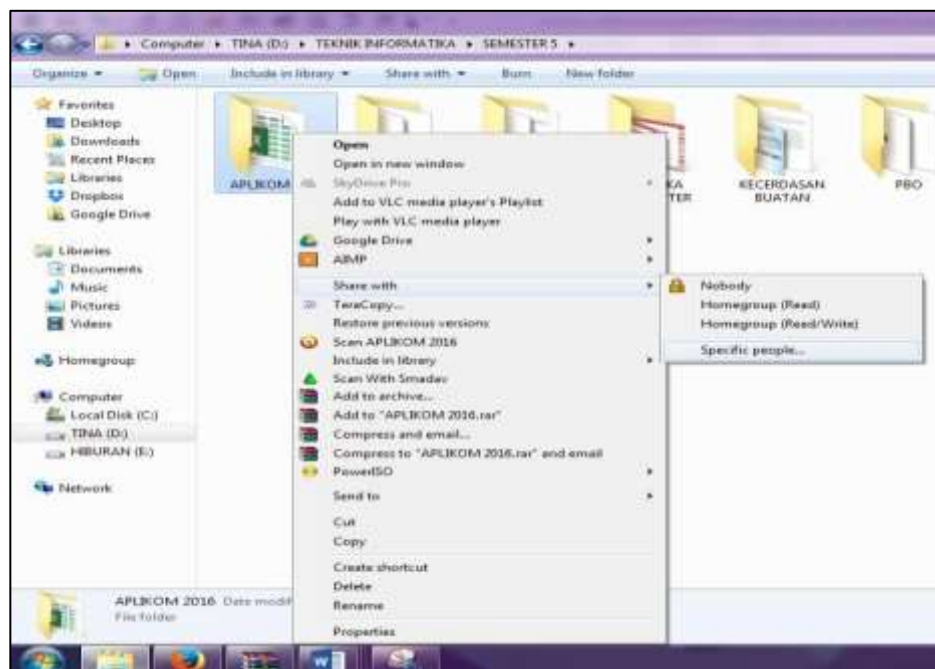 Computer ▸ TINA (D:) ▸ TEKNIK INFORMATIKA ▸ SEMESTER 5 ▸
Organize Open Include in library Share with Burn New folder
Favorites
Desktop
Downloads
Recent Places
Libraries
Dropbox
Google Drive
Libraries
Documents
Music
Pictures
Videos
Homegroup
Computer
Local Disk (C:)
TINA (D:)
HIBURAN (E:)
Network
APLIKOM
KECERDASAN
BUATAN
PBO
Open
Open in new window
SkyDrive Pro
Add to VLC media player's Playlist
Play with VLC media player
Google Drive
AIMP
Share with
TeraCopy...
Restore previous versions
Scan APLIKOM 2016
Include in library
Scan With Smadav
Add to archive...
Add to "APLIKOM 2016.rar"
Compress and email...
Compress to "APLIKOM 2016.rar" and email
PowerISO
Send to
Cut
Copy
Create shortcut
Delete
Rename
Properties
Nobody
Homegroup (Read)
Homegroup (Read/Write)
Specific people...
APLIKOM 2016 Date modif
File folder